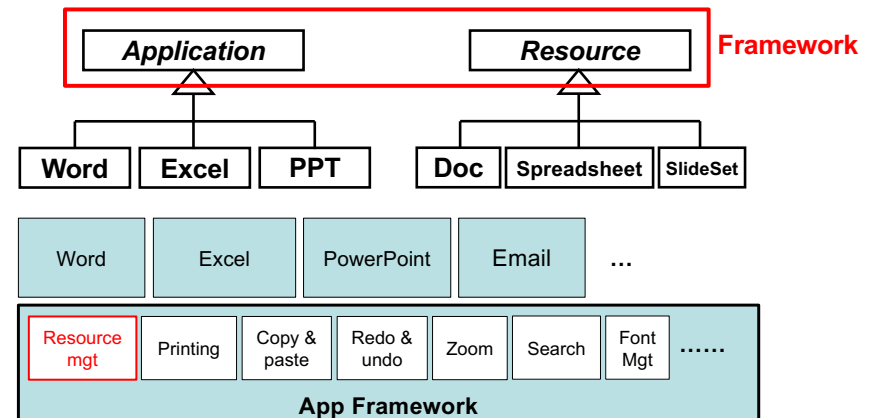 Application
Resource
Framework
Word
Excel
PPT
Doc
Spreadsheet
SlideSet
Word
Excel
PowerPoint
Email
...
Resource
mgt
Printing
Copy &
paste
Redo &
undo
Zoom
Search
Font
Mgt
......
App Framework